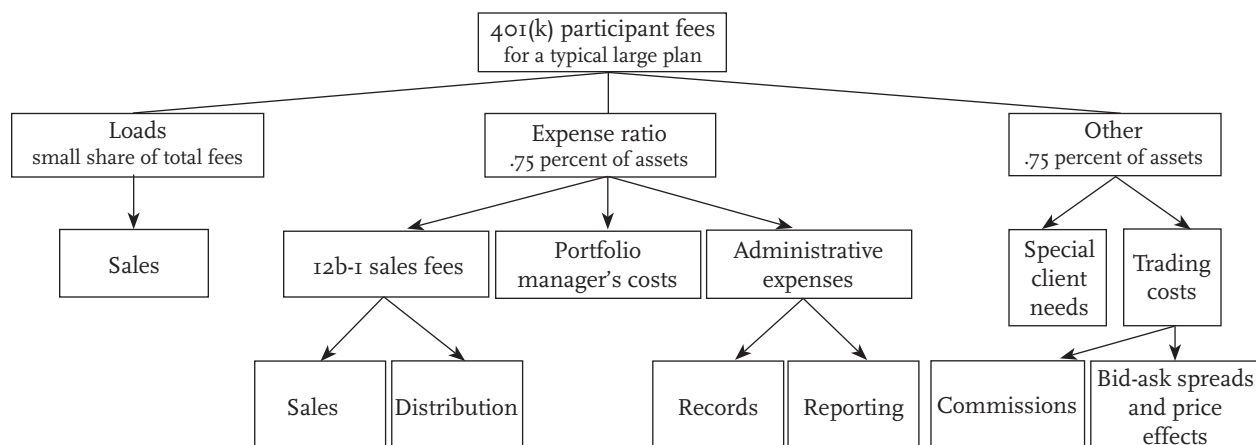 401(k) participant fees
for a typical large plan
Loads
small share of total fees
Expense ratio
.75 percent of assets
Other
.75 percent of assets
Sales
12b-1 sales fees
Portfolio
manager's costs
Administrative
expenses
Special
client
needs
Trading
costs
Sales
Distribution
Records
Reporting
Commissions
Bid-ask spreads
and price
effects